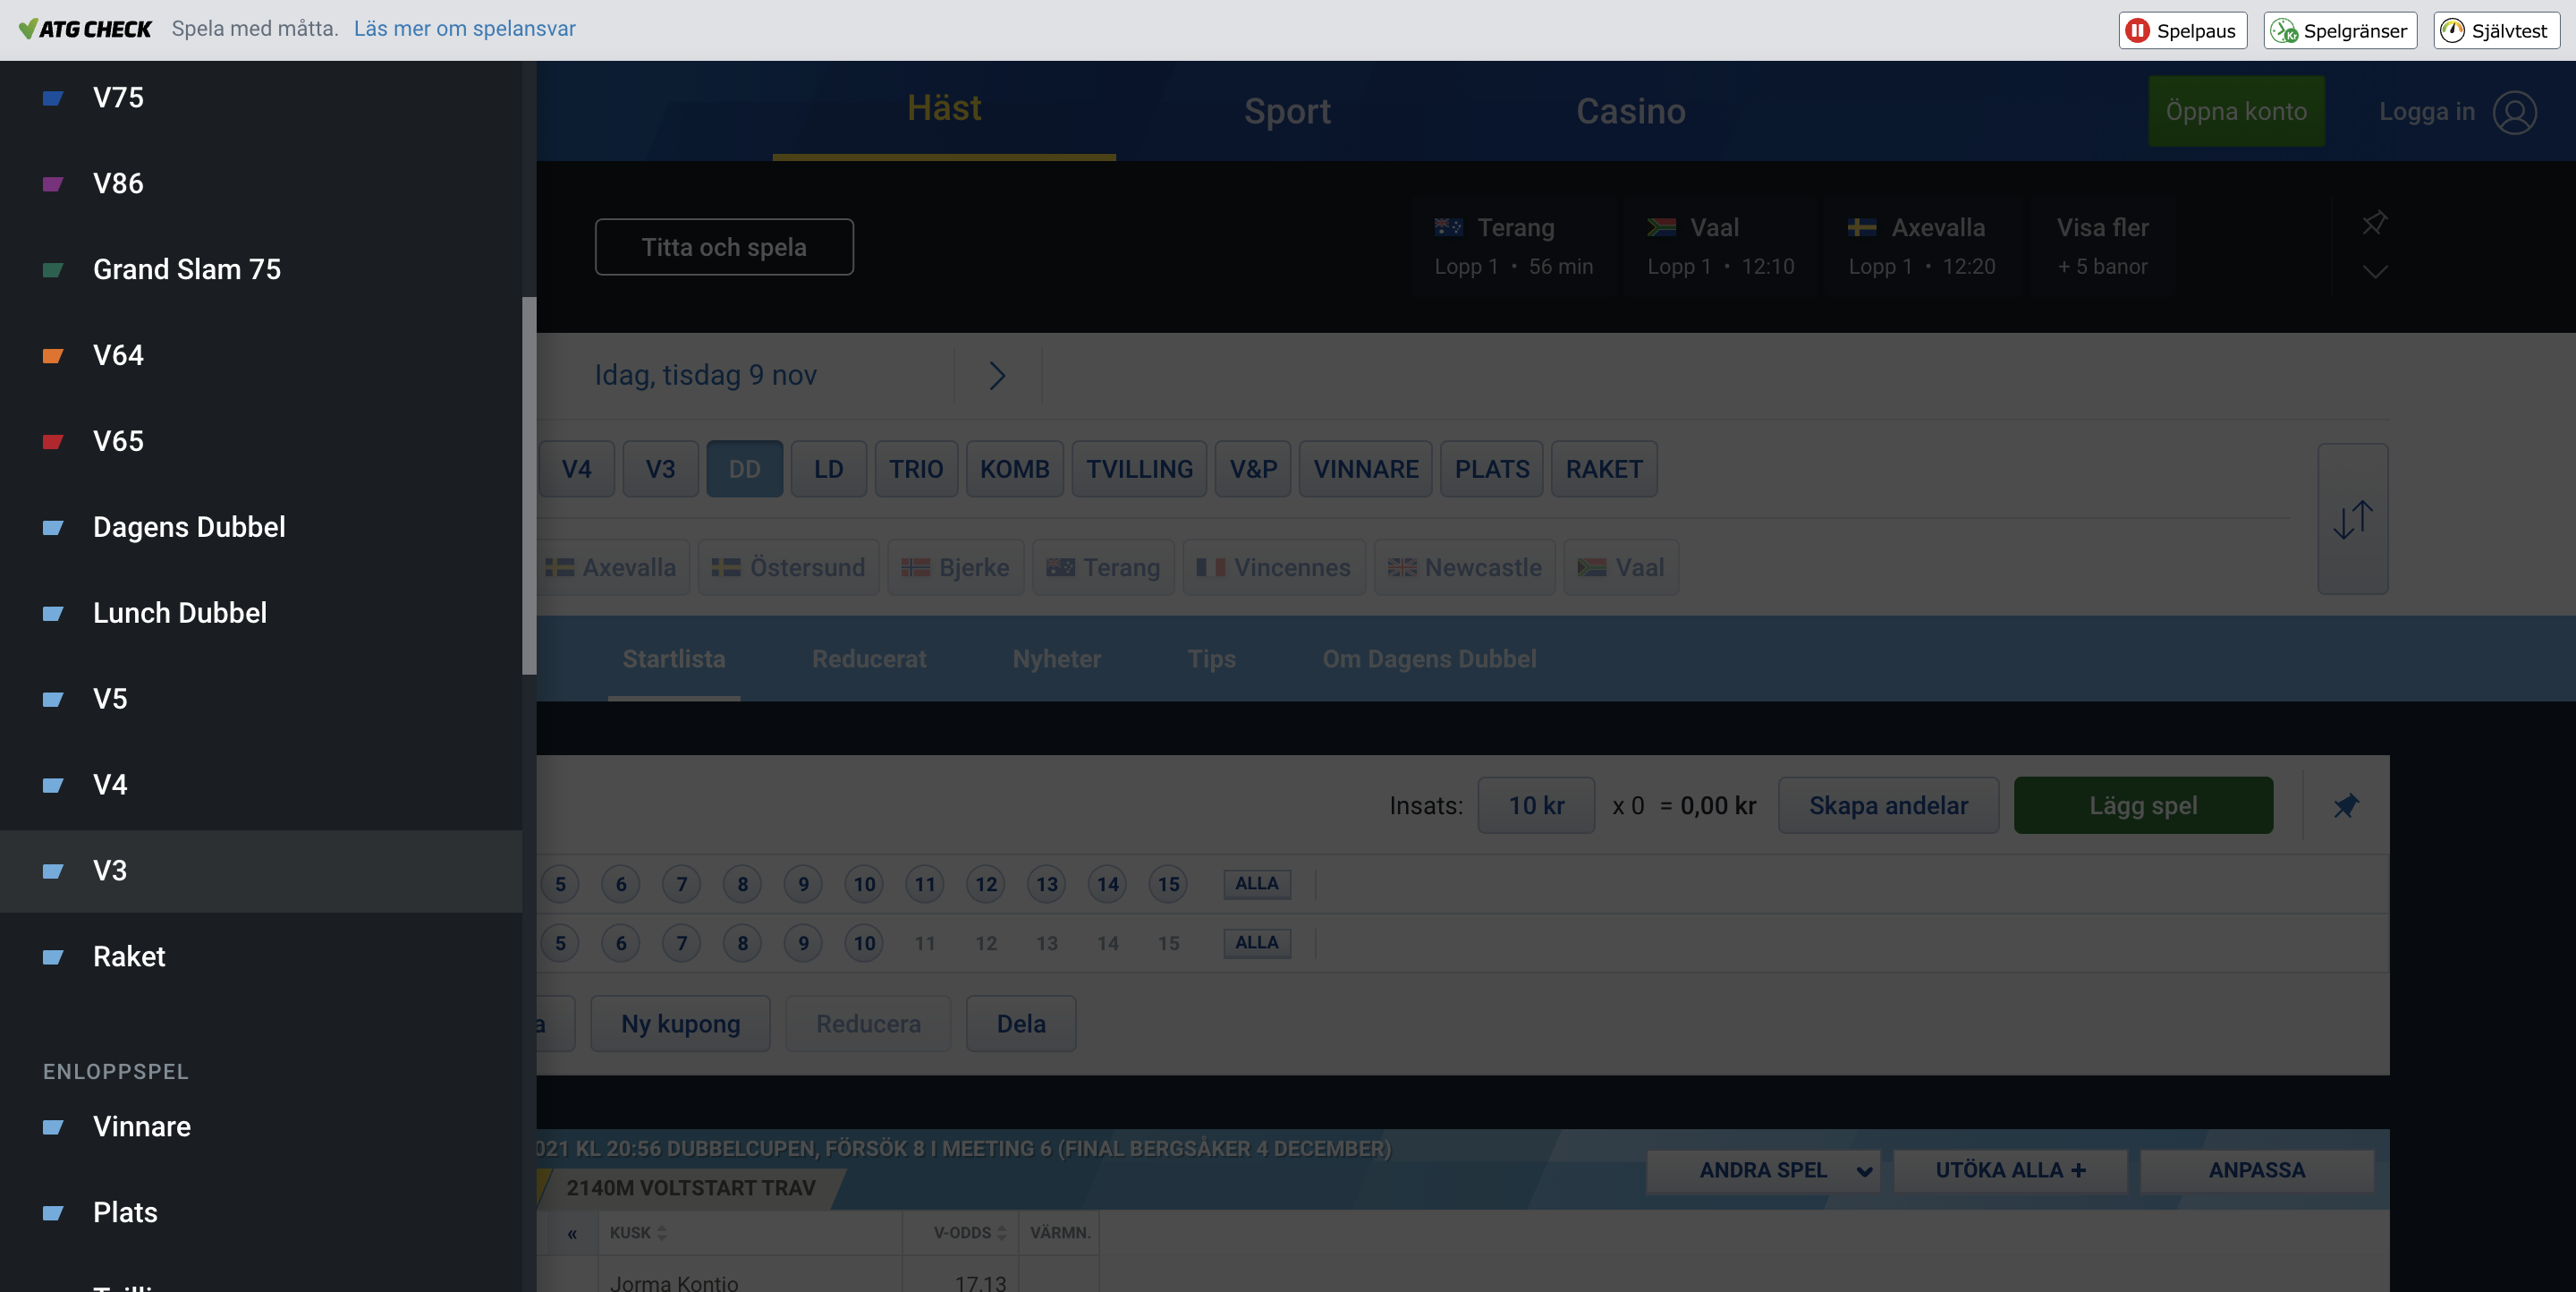 ATG CHECK Spela med måtta. Läs mer om spelansvar Spelpaus Spelgränser Självtest
V75
V86
Grand Slam 75
V64
V65
Dagens Dubbel
Lunch Dubbel
V5
V4
V3
Raket
ENLOPPSPEL
Vinnare
Plats
Häst Sport Casino Öppna konto Logga in
Titta och spela
Terang Vaal Axevalla Visa fler
Lopp 1 • 56 min Lopp 1 • 12:10 Lopp 1 • 12:20 + 5 banor
Idag, tisdag 9 nov
V4 V3 DD LD TRIO KOMB TVILLING V&P VINNARE PLATS RAKET
Axevalla Östersund Bjerke Terang Vincennes Newcastle Vaal
Startlista Reducerat Nyheter Tips Om Dagens Dubbel
Insats: 10 kr x 0 = 0,00 kr Skapa andelar Lägg spel
5 6 7 8 9 10 11 12 13 14 15 ALLA
5 6 7 8 9 10 11 12 13 14 15 ALLA
a Ny kupong Reducera Dela
021 KL 20:56 DUBBELCUPEN, FÖRSÖK 8 I MEETING 6 (FINAL BERGSÅKER 4 DECEMBER)
2140M VOLTSTART TRAV
ANDRA SPEL UTÖKA ALLA + ANPASSA
« KUSK V-ODDS VÄRMN.
Jorma Kontio 17,13